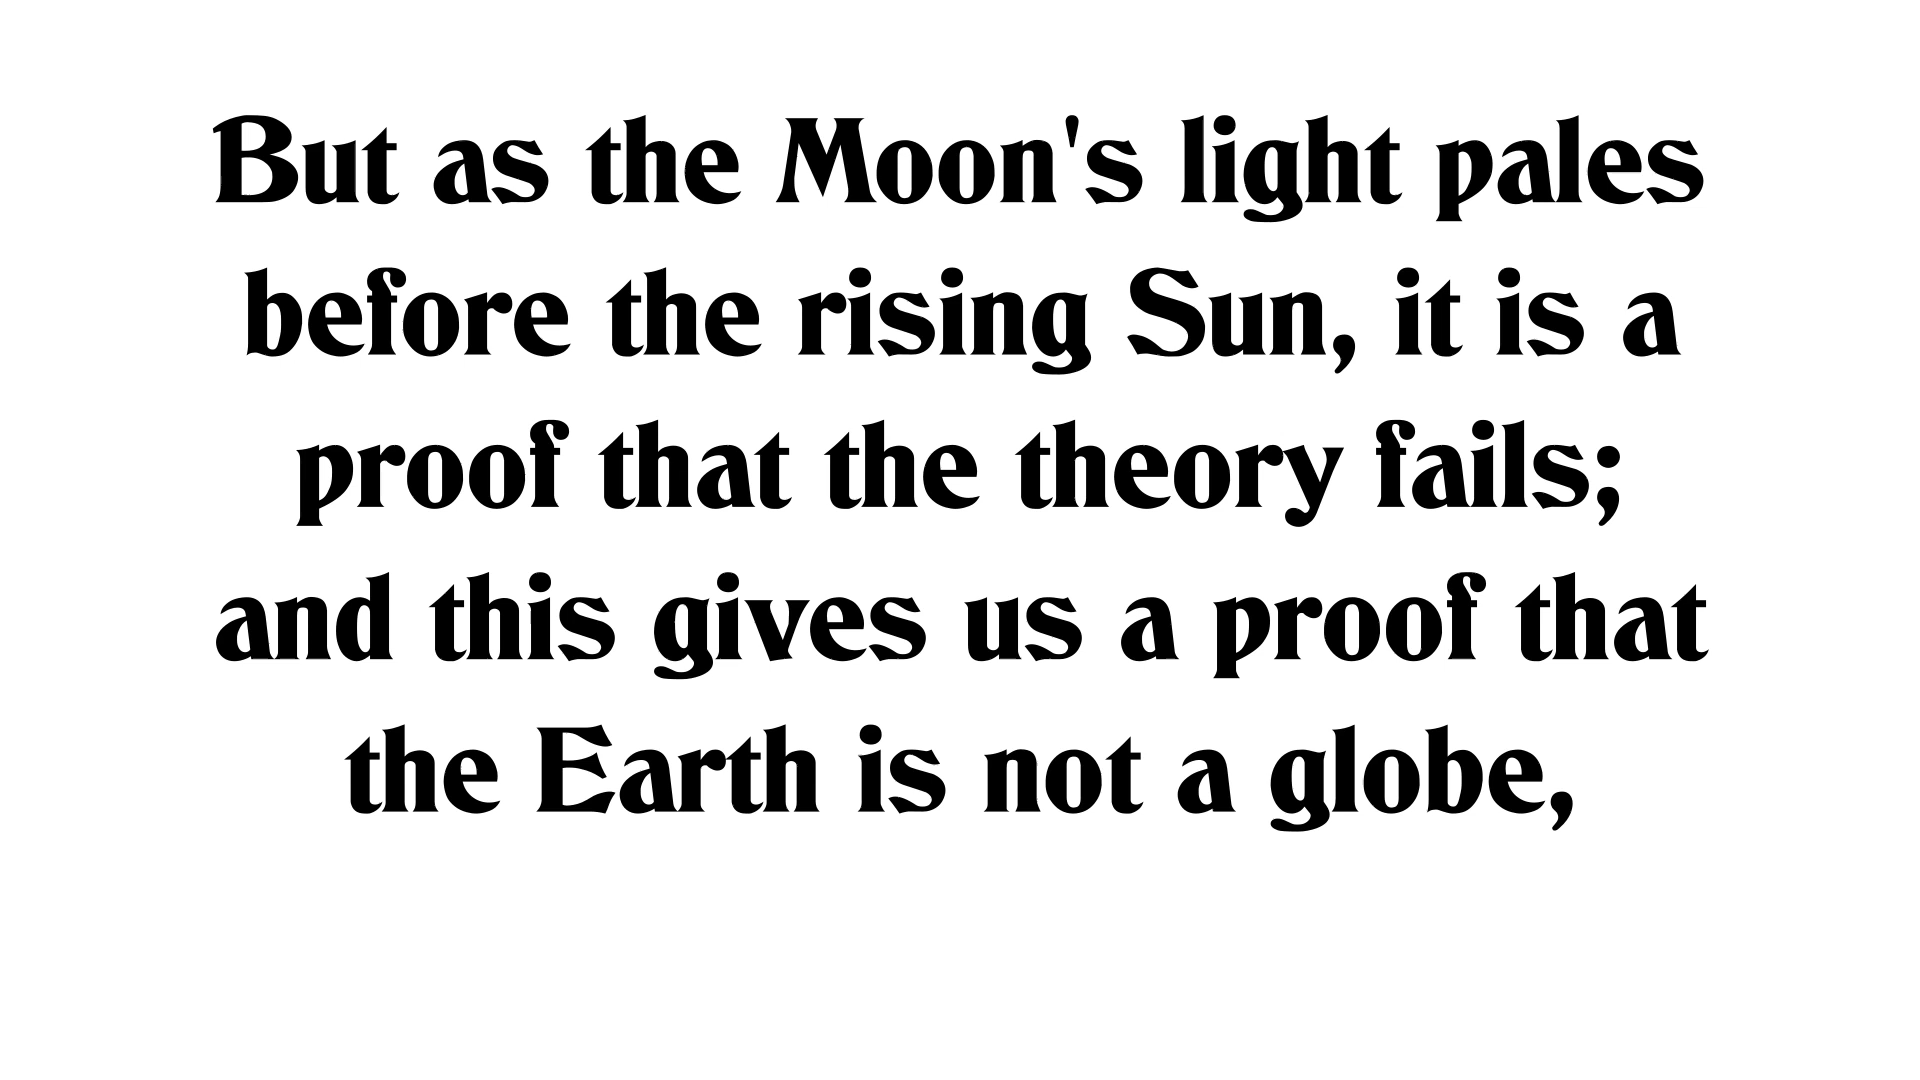 But as the Moon's light pales
before the rising Sun, it is a
proof that the theory fails;
and this gives us a proof that
the Earth is not a globe,